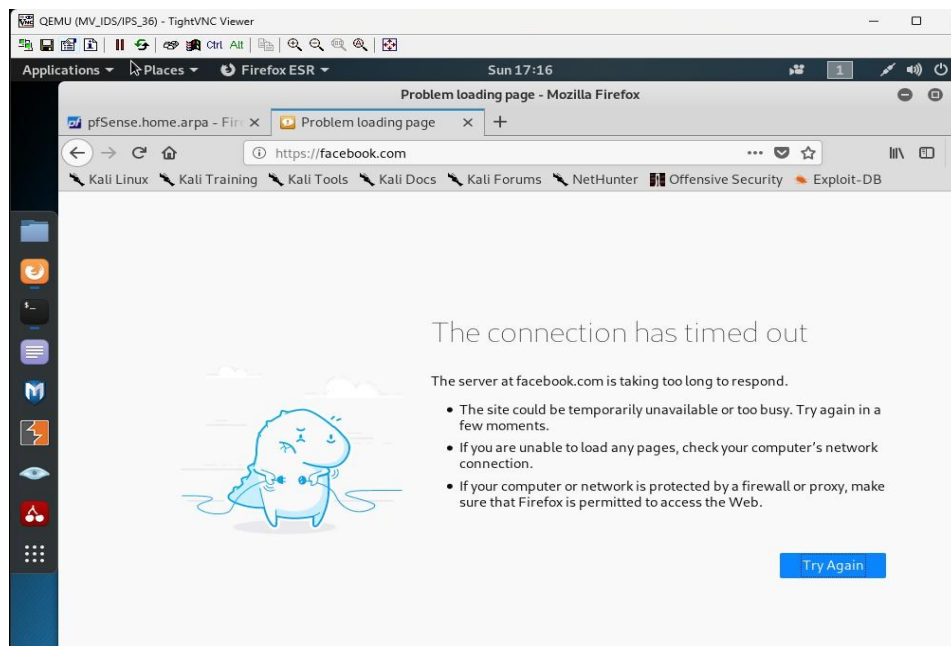 QEMU (MV_IDS/IPS_36) - TightVNC Viewer
Ctrl Alt
Applications Places Firefox ESR Sun 17:16 1
Problem loading page - Mozilla Firefox
pfSense.home.arpa - Fir Problem loading page
https://facebook.com
Kali Linux Kali Training Kali Tools Kali Docs Kali Forums NetHunter Offensive Security Exploit-DB
The connection has timed out
The server at facebook.com is taking too long to respond.
• The site could be temporarily unavailable or too busy. Try again in a
few moments.
• If you are unable to load any pages, check your computer's network
connection.
• If your computer or network is protected by a firewall or proxy, make
sure that Firefox is permitted to access the Web.
Try Again